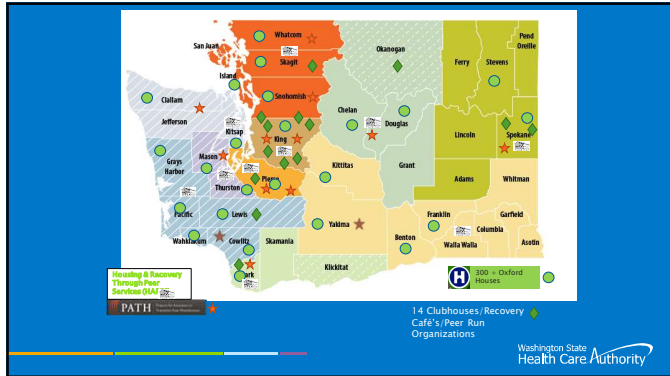 Whatcom
San Juan
Skagit
Island
Snohomish
Clallam
Jefferson
Kitsap
King
Mason
Grays
Harbor
Thurston
Pierce
Pacific
Lewis
Wahkiakum
Cowlitz
Skamania
Okanogan
Chelan
Douglas
Kittitas
Grant
Yakima
Klickitat
Benton
Franklin
Walla Walla
Columbia
Garfield
Asotin
Whitman
Adams
Lincoln
Spokane
Ferry
Stevens
Pend
Oreille
Housing & Recovery
Through Peer
Services
PATH
H
300 + Oxford
Houses
14 Clubhouses/Recovery
Café's/Peer Run
Organizations
Washington State
Health Care Authority